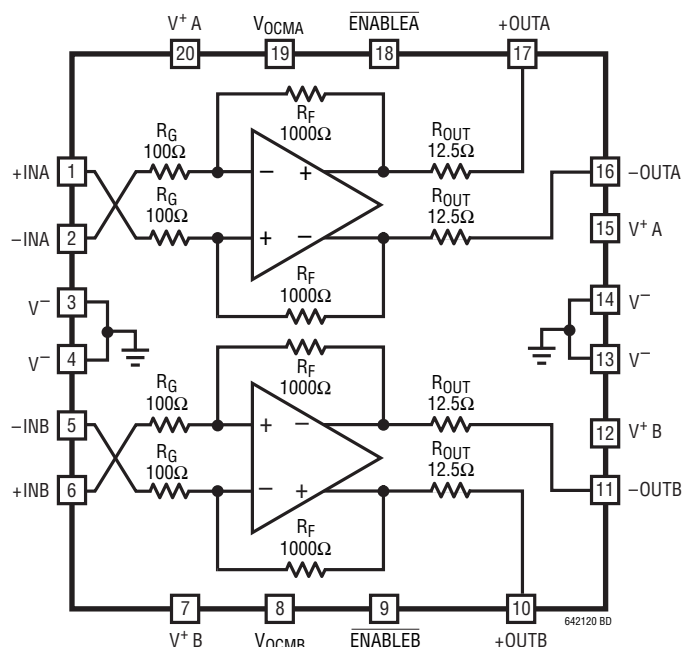 V+ A VOCMA ENABLEA +OUTA
20 19 18 17
RF
1000Ω
RG
100Ω
ROUT
12.5Ω
+INA 1
− +
16 −OUTA
RG
100Ω
ROUT
12.5Ω
15 V+ A
−INA 2
+ −
RF
1000Ω
V− 3
14 V−
V− 4
13 V−
RF
1000Ω
RG
100Ω
ROUT
12.5Ω
−INB 5
+ −
12 V+ B
RG
100Ω
ROUT
12.5Ω
+INB 6
− +
11 −OUTB
RF
1000Ω
7 8 9 10
642120 BD
V+ B VOCMB ENABLEB +OUTB